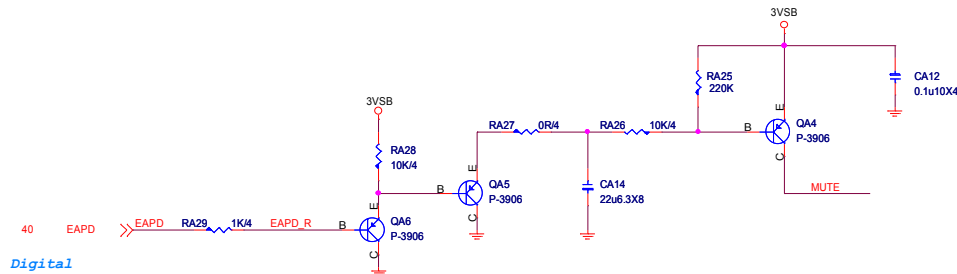 3VSB
RA25
220K
CA12
0.1u10X4
3VSB
RA27
0R/4
RA26
10K/4
B
E
C
QA4
P-3906
RA28
10K/4
B
E
C
QA5
P-3906
CA14
22u6.3X8
MUTE
40
EAPD
EAPD
RA29
1K/4
EAPD_R
B
E
C
QA6
P-3906
Digital